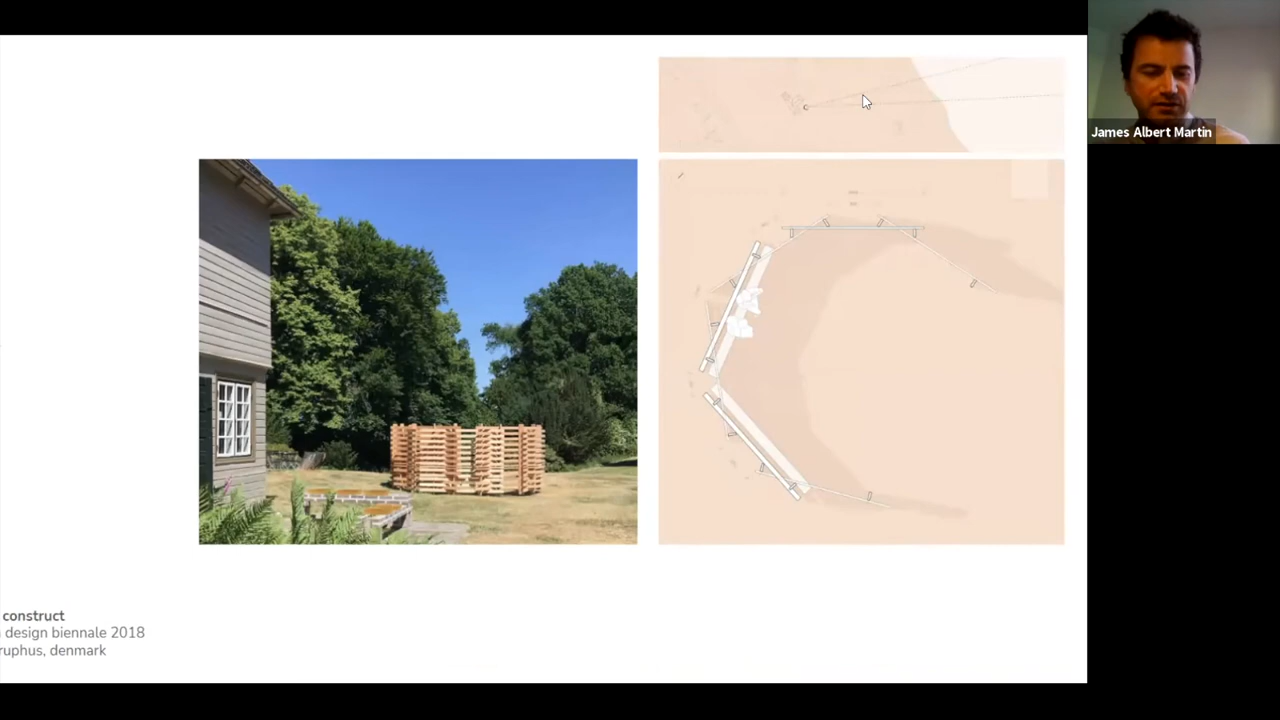 James Albert Martin
construct
design biennale 2018
ruphus, denmark